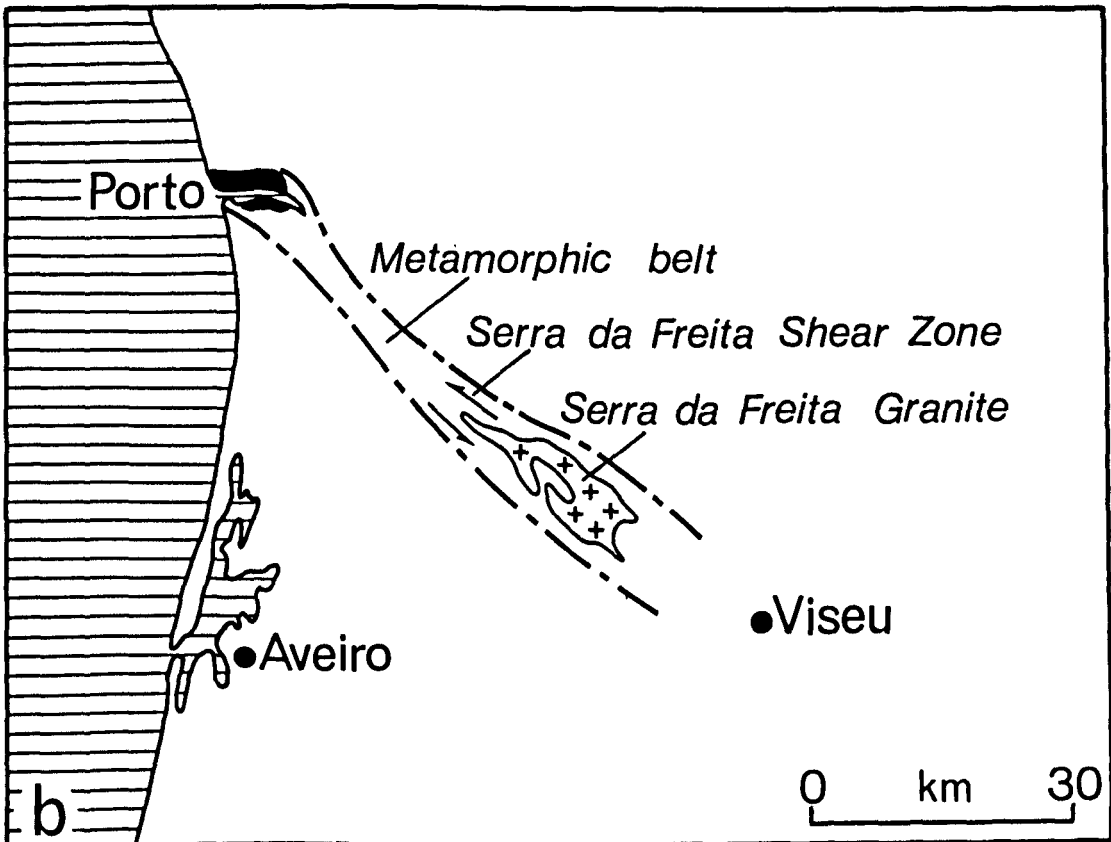 Porto
Metamorphic belt
Serra da Freita Shear Zone
Serra da Freita Granite
Viseu
Aveiro
0 km 30
b